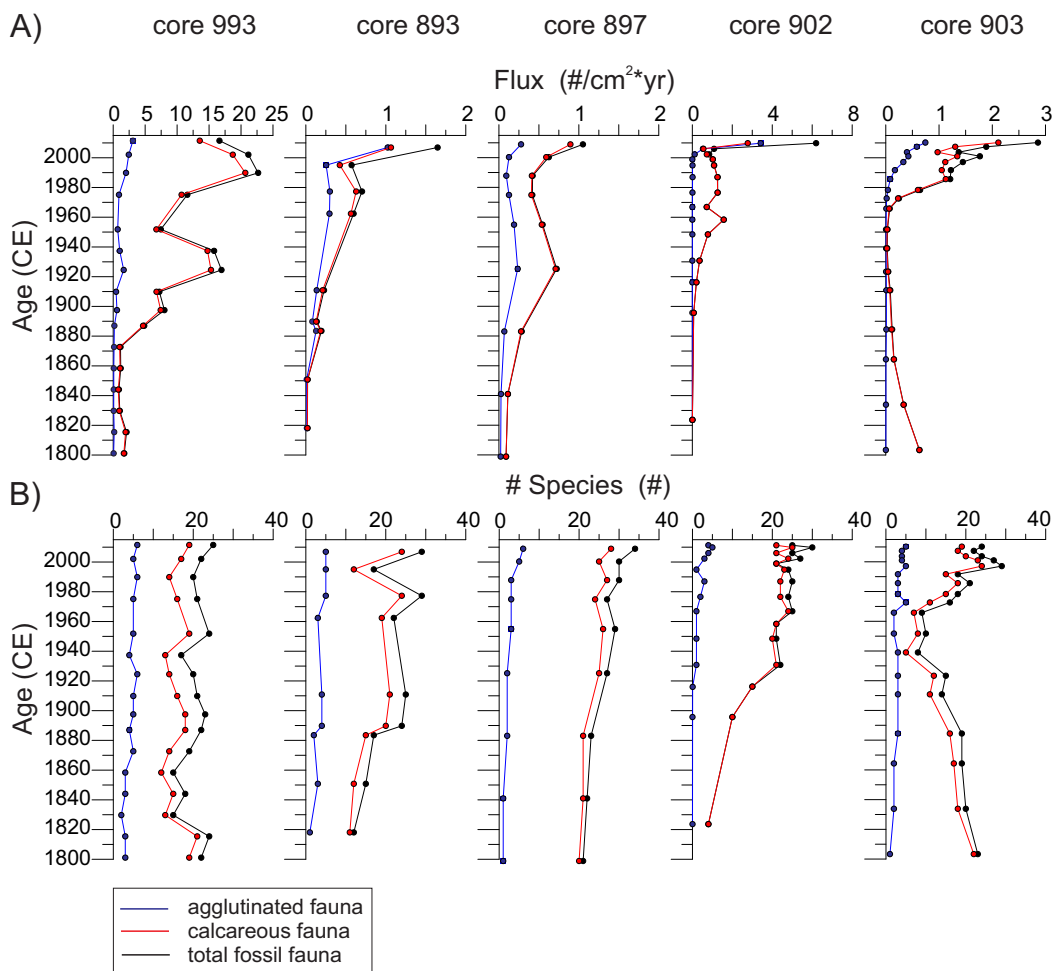 A) core 993 core 893 core 897 core 902 core 903
Flux (#/cm²*yr)
5 15 25 0 1 2 0 1 2 0 4 8 0 1 2 3
0 10 20
Age (CE)
2000
1980
1960
1940
1920
1900
1880
1860
1840
1820
1800
B) # Species (#)
0 20 40 0 20 40 0 20 40 0 20 40 0 20 40
Age (CE)
2000
1980
1960
1940
1920
1900
1880
1860
1840
1820
1800
agglutinated fauna
calcareous fauna
total fossil fauna